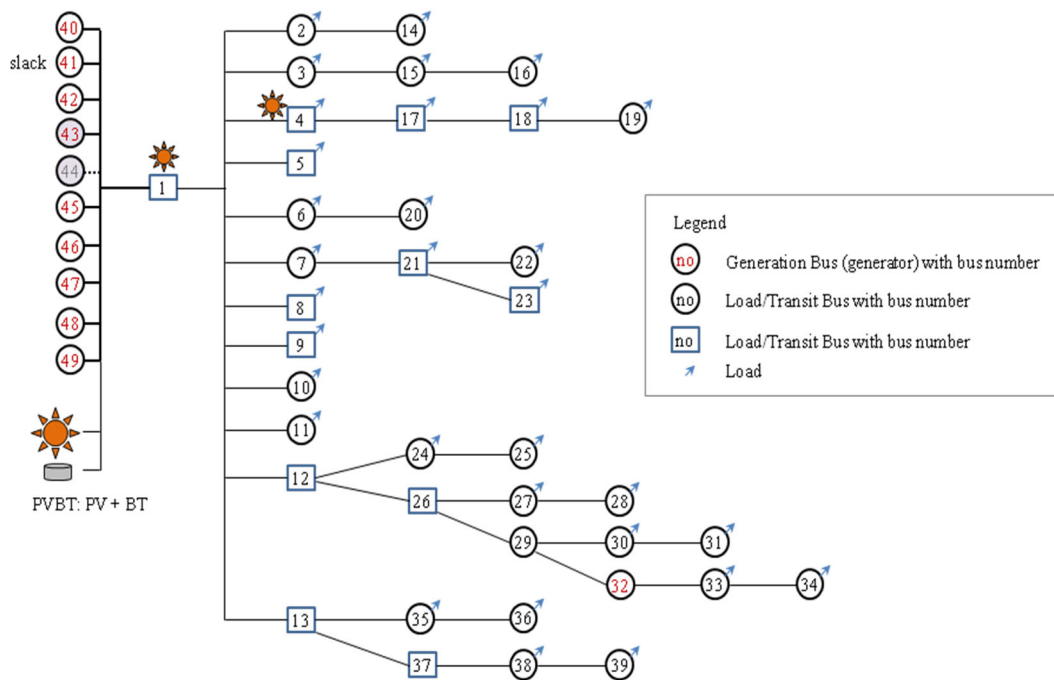 40
slack 41
42
43
44
45
46
47
48
49
PVBT: PV + BT
1
2 14
3 15 16
4 17 18 19
5
6 20
7 21 22
23
8
9
10
11
24 25
12
26 27 28
29 30 31
32 33 34
13 35 36
37 38 39
Legend
no Generation Bus (generator) with bus number
no Load/Transit Bus with bus number
no Load/Transit Bus with bus number
Load